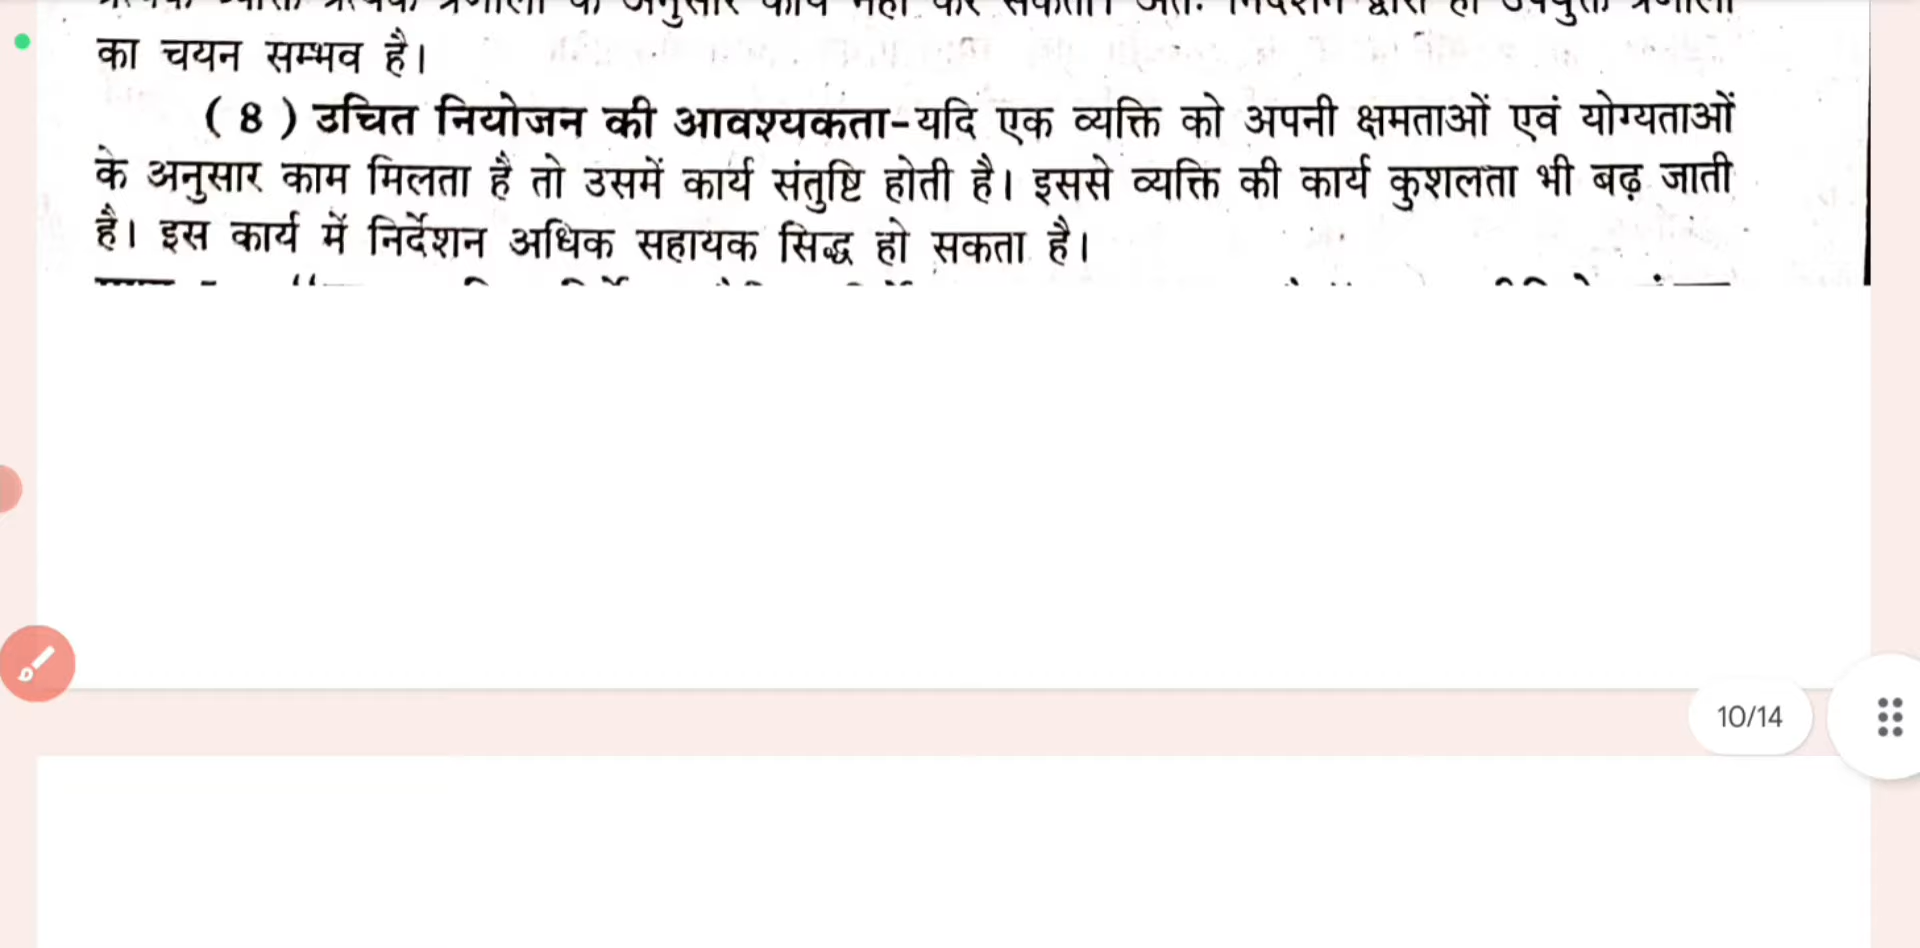 का चयन सम्भव है।
( 8 ) उचित नियोजन की आवश्यकता-यदि एक व्यक्ति को अपनी क्षमताओं एवं योग्यताओं
के अनुसार काम मिलता है तो उसमें कार्य संतुष्टि होती है। इससे व्यक्ति की कार्य कुशलता भी बढ़ जाती
है। इस कार्य में निर्देशन अधिक सहायक सिद्ध हो सकता है।
10/14